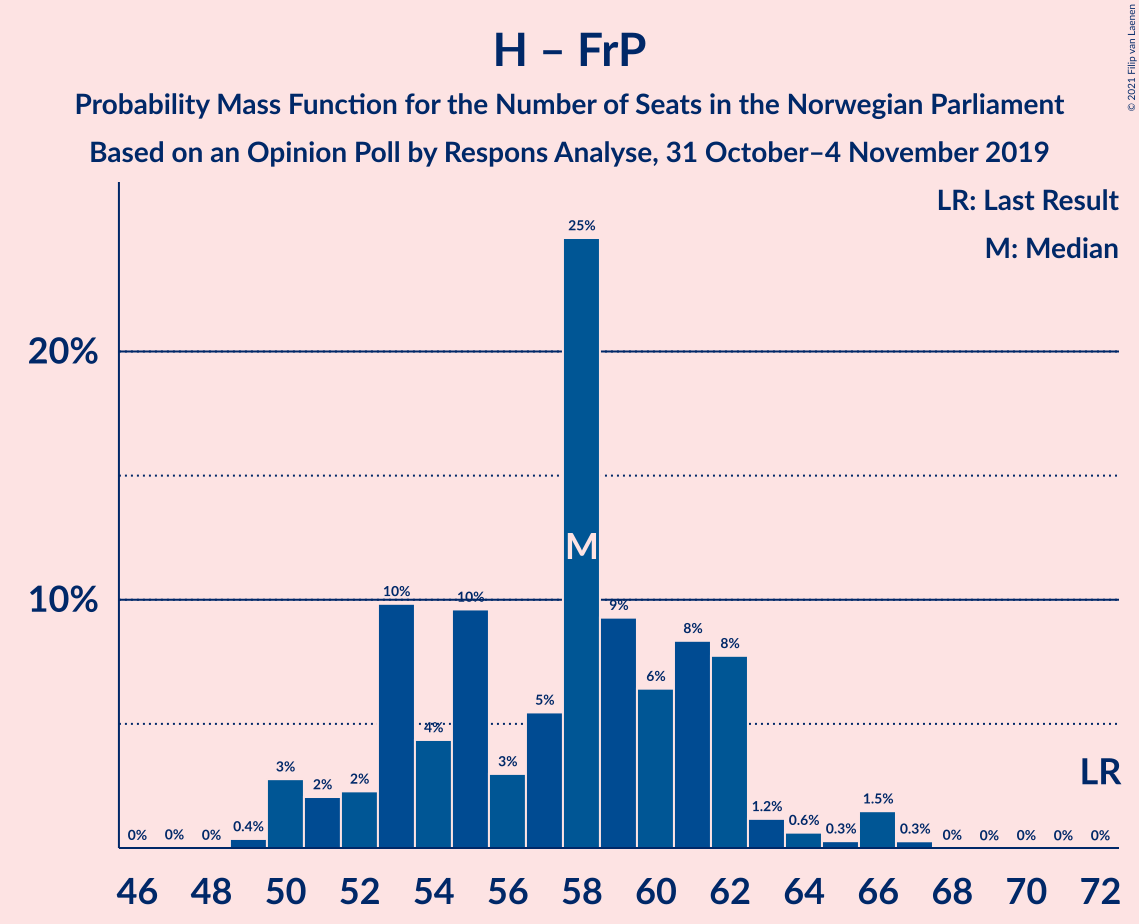 H – FrP
Probability Mass Function for the Number of Seats in the Norwegian Parliament
Based on an Opinion Poll by Respons Analyse, 31 October–4 November 2019
© 2021 Filip van Laenen
LR: Last Result
M: Median
25%
20%
M
10%
10% 10% 9%
8% 8%
6%
5%
4%
3% 3%
2% 2%
LR
0% 0% 0% 0.4% 1.2% 0.6% 0.3% 1.5% 0.3% 0% 0% 0% 0% 0%
46 48 50 52 54 56 58 60 62 64 66 68 70 72